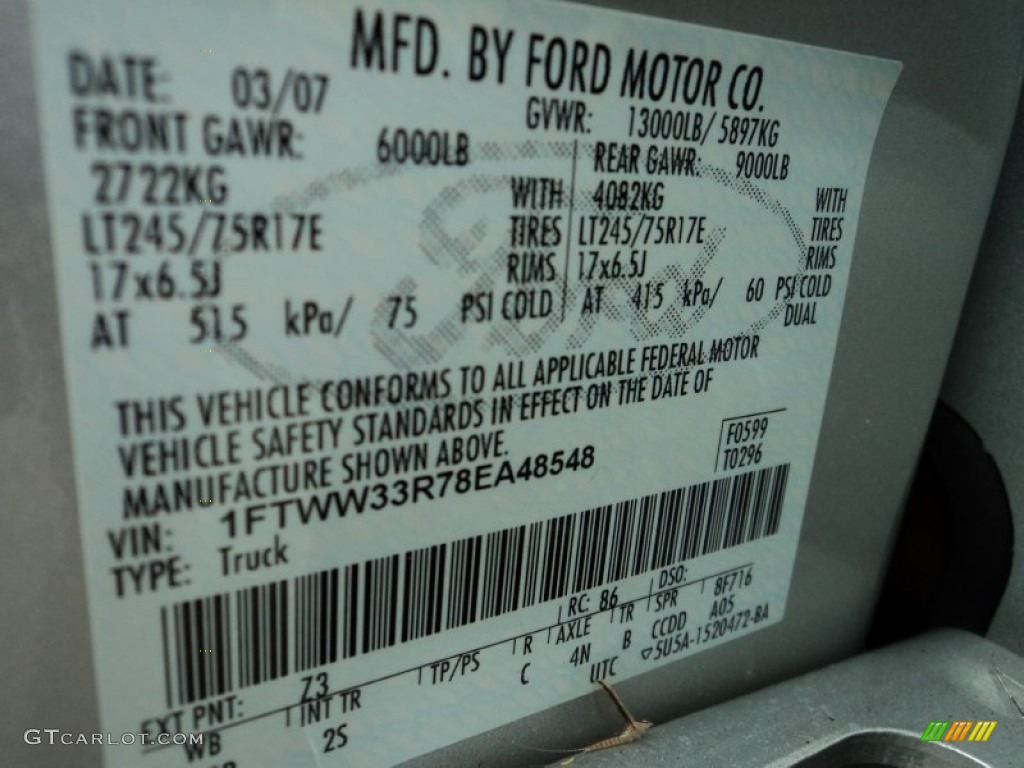 MFD. BY FORD MOTOR CO.
DATE: 03/07 GVWR: 13000LB/ 5897KG
FRONT GAWR: 6000LB REAR GAWR: 9000LB
2722KG WITH 4082KG WITH
LT245/75R17E TIRES LT245/75R17E TIRES
17x6.5J RIMS 17x6.5J RIMS
AT 515 kPa/ 75 PSI COLD AT 415 kPa/ 60 PSI COLD
DUAL
THIS VEHICLE CONFORMS TO ALL APPLICABLE FEDERAL MOTOR
VEHICLE SAFETY STANDARDS IN EFFECT ON THE DATE OF
MANUFACTURE SHOWN ABOVE.
F0599
T0296
VIN: 1FTWW33R78EA48548
TYPE: Truck
EXT PNT: Z3 RC: 86 DSO: 8F716
WB INT TR TP/PS R AXLE TR SPR
2S C 4N B CCDD A05
UTC ▽5U5A-1520472-BA
GTCARLOT.COM